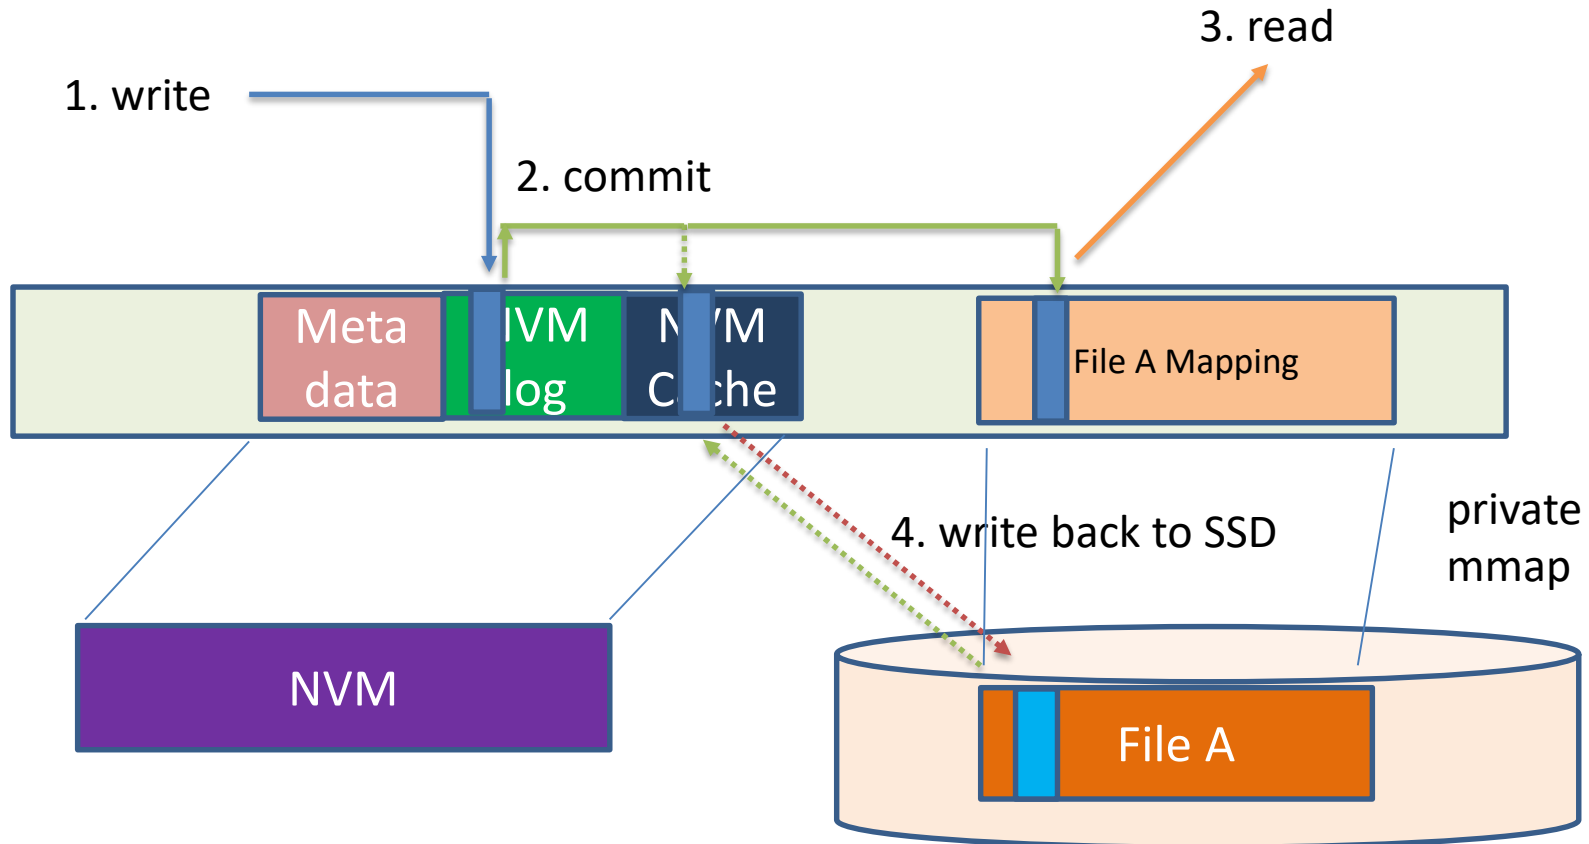 3. read
1. write
2. commit
Meta
data
NVM
log
NVM
Cache
File A Mapping
4. write back to SSD
private
mmap
NVM
File A